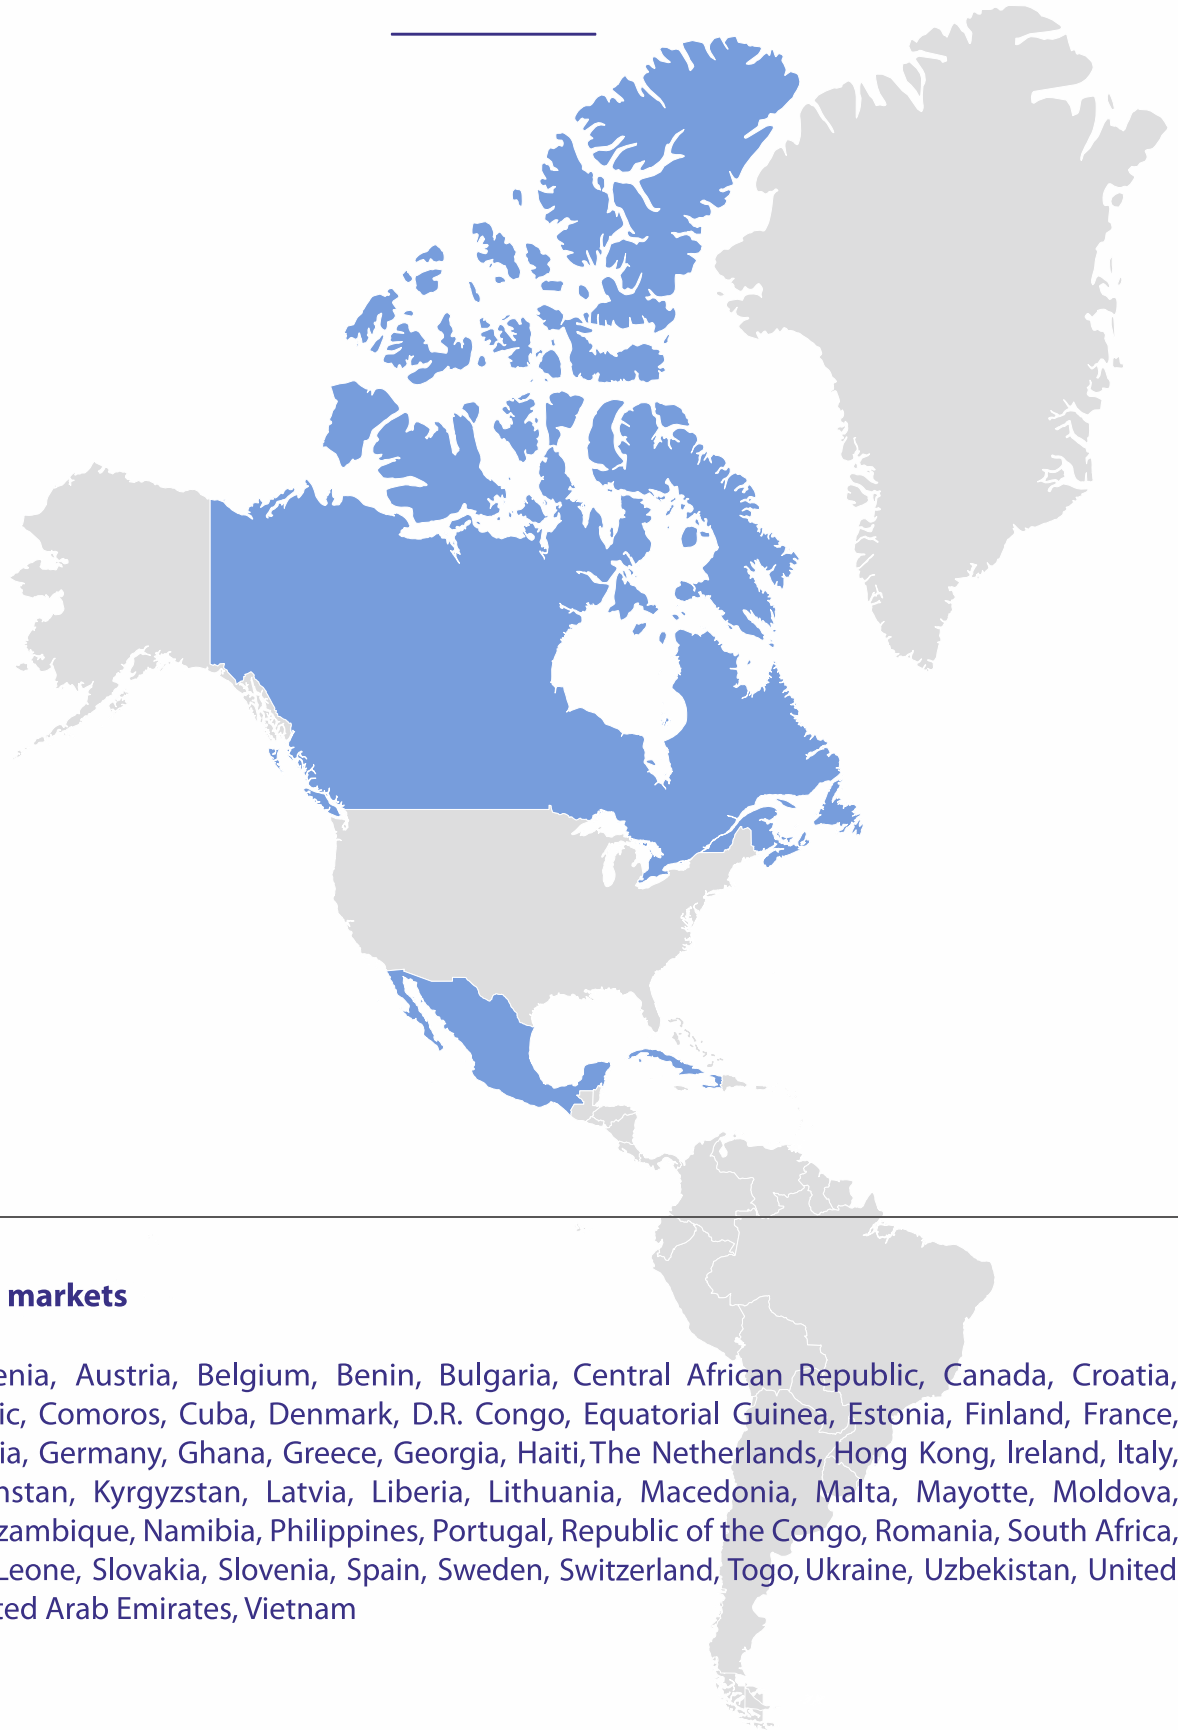 markets
enia, Austria, Belgium, Benin, Bulgaria, Central African Republic, Canada, Croatia,
ic, Comoros, Cuba, Denmark, D.R. Congo, Equatorial Guinea, Estonia, Finland, France,
ia, Germany, Ghana, Greece, Georgia, Haiti, The Netherlands, Hong Kong, Ireland, Italy,
nstan, Kyrgyzstan, Latvia, Liberia, Lithuania, Macedonia, Malta, Mayotte, Moldova,
zambique, Namibia, Philippines, Portugal, Republic of the Congo, Romania, South Africa,
Leone, Slovakia, Slovenia, Spain, Sweden, Switzerland, Togo, Ukraine, Uzbekistan, United
ted Arab Emirates, Vietnam